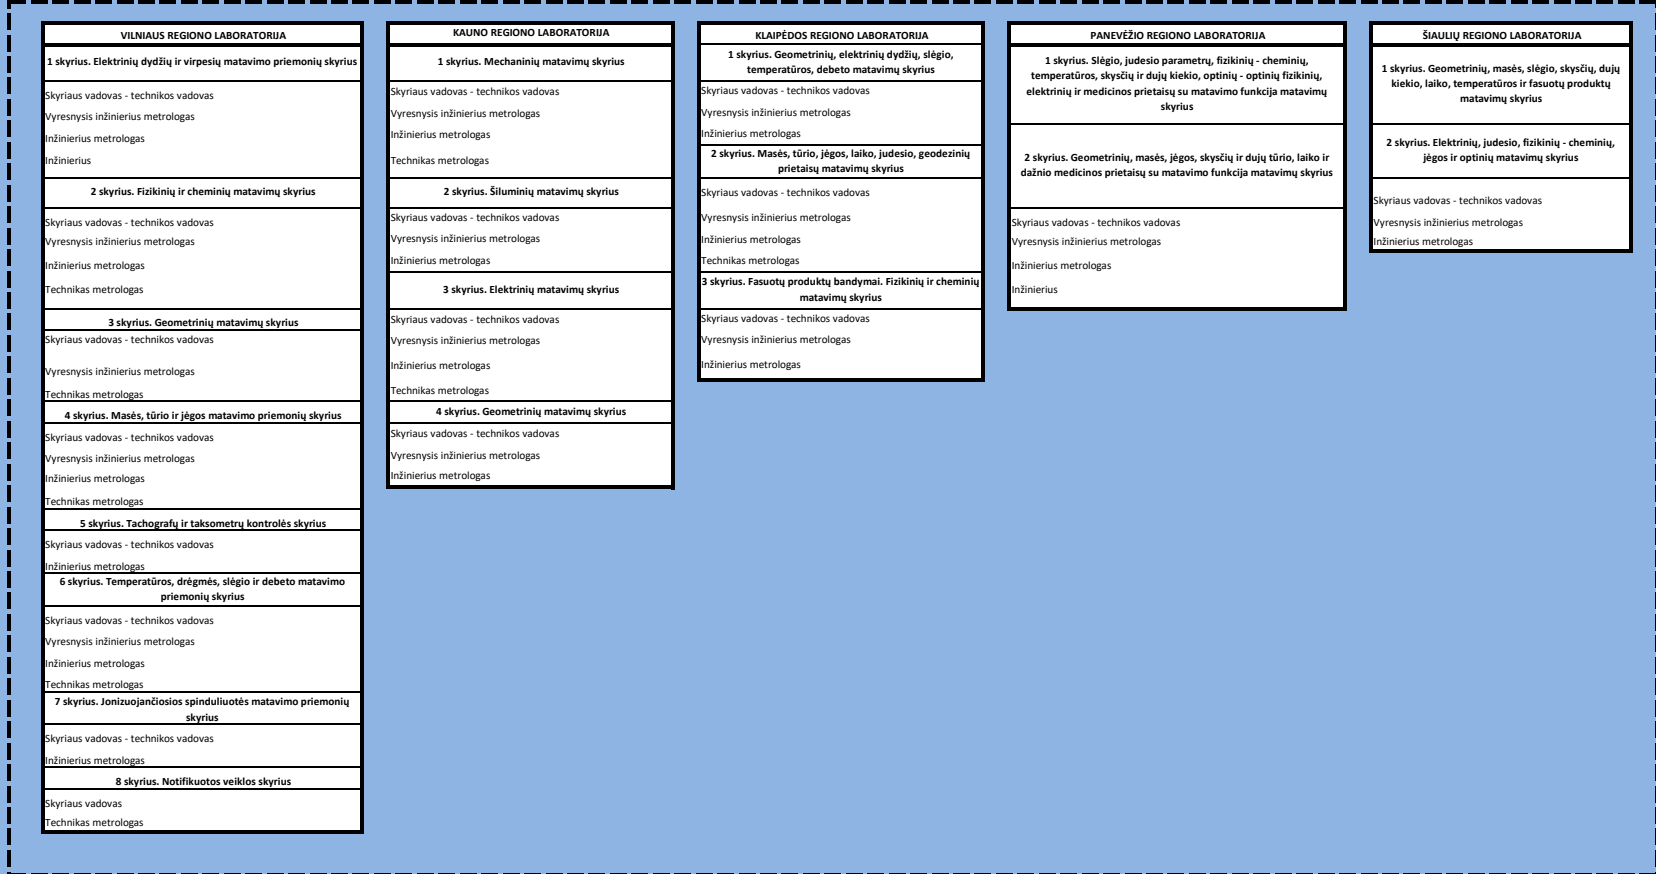 VILNIAUS REGIONO LABORATORIJA
1 skyrius. Elektrinių dydžių ir virpesių matavimo priemonių skyrius
Skyriaus vadovas - technikos vadovas
Vyresnysis inžinierius metrologas
Inžinierius metrologas
Inžinierius
2 skyrius. Fizikinių ir cheminių matavimų skyrius
Skyriaus vadovas - technikos vadovas
Vyresnysis inžinierius metrologas
Inžinierius metrologas
Technikas metrologas
3 skyrius. Geometrinių matavimų skyrius
Skyriaus vadovas - technikos vadovas
Vyresnysis inžinierius metrologas
Technikas metrologas
4 skyrius. Masės, tūrio ir jėgos matavimo priemonių skyrius
Skyriaus vadovas - technikos vadovas
Vyresnysis inžinierius metrologas
Inžinierius metrologas
Technikas metrologas
5 skyrius. Tachografų ir taksometrų kontrolės skyrius
Skyriaus vadovas - technikos vadovas
Inžinierius metrologas
6 skyrius. Temperatūros, drėgmės, slėgio ir debeto matavimo
priemonių skyrius
Skyriaus vadovas - technikos vadovas
Vyresnysis inžinierius metrologas
Inžinierius metrologas
Technikas metrologas
7 skyrius. Jonizuojančiosios spinduliuotės matavimo priemonių
skyrius
Skyriaus vadovas - technikos vadovas
Inžinierius metrologas
8 skyrius. Notifikuotos veiklos skyrius
Skyriaus vadovas
Technikas metrologas
KAUNO REGIONO LABORATORIJA
1 skyrius. Mechaninių matavimų skyrius
Skyriaus vadovas - technikos vadovas
Vyresnysis inžinierius metrologas
Inžinierius metrologas
Technikas metrologas
2 skyrius. Šiluminių matavimų skyrius
Skyriaus vadovas - technikos vadovas
Vyresnysis inžinierius metrologas
Inžinierius metrologas
3 skyrius. Elektrinių matavimų skyrius
Skyriaus vadovas - technikos vadovas
Vyresnysis inžinierius metrologas
Inžinierius metrologas
Technikas metrologas
4 skyrius. Geometrinių matavimų skyrius
Skyriaus vadovas - technikos vadovas
Vyresnysis inžinierius metrologas
Inžinierius metrologas
KLAIPĖDOS REGIONO LABORATORIJA
1 skyrius. Geometrinių, elektrinių dydžių, slėgio,
temperatūros, debeto matavimų skyrius
Skyriaus vadovas - technikos vadovas
Vyresnysis inžinierius metrologas
Inžinierius metrologas
2 skyrius. Masės, tūrio, jėgos, laiko, judesio, geodezinių
prietaisų matavimų skyrius
Skyriaus vadovas - technikos vadovas
Vyresnysis inžinierius metrologas
Inžinierius metrologas
Technikas metrologas
3 skyrius. Fasuotų produktų bandymai. Fizikinių ir cheminių
matavimų skyrius
Skyriaus vadovas - technikos vadovas
Vyresnysis inžinierius metrologas
Inžinierius metrologas
PANEVĖŽIO REGIONO LABORATORIJA
1 skyrius. Slėgio, judesio parametrų, fizikinių - cheminių,
temperatūros, skysčių ir dujų kiekio, optinių - optinių fizikinių,
elektrinių ir medicinos prietaisų su matavimo funkcija matavimų
skyrius
2 skyrius. Geometrinių, masės, jėgos, skysčių ir dujų tūrio, laiko ir
dažnio medicinos prietaisų su matavimo funkcija matavimų skyrius
Skyriaus vadovas - technikos vadovas
Vyresnysis inžinierius metrologas
Inžinierius metrologas
Inžinierius
ŠIAULIŲ REGIONO LABORATORIJA
1 skyrius. Geometrinių, masės, slėgio, skysčių, dujų
kiekio, laiko, temperatūros ir fasuotų produktų
matavimų skyrius
2 skyrius. Elektrinių, judesio, fizikinių - cheminių,
jėgos ir optinių matavimų skyrius
Skyriaus vadovas - technikos vadovas
Vyresnysis inžinierius metrologas
Inžinierius metrologas